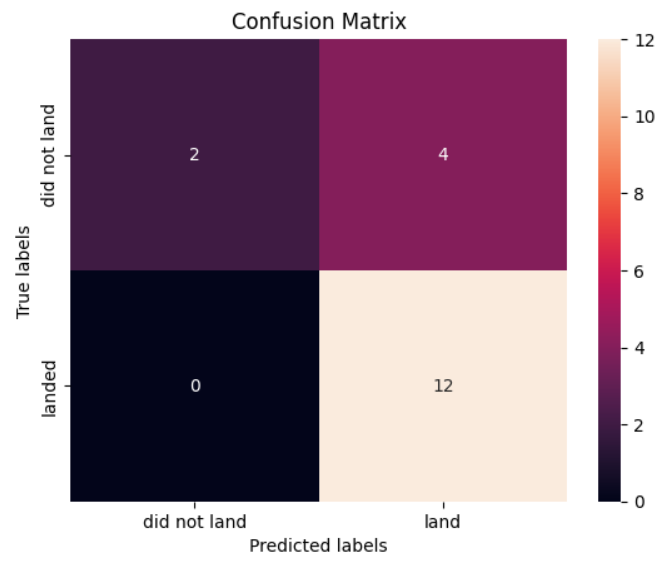 Confusion Matrix
True labels
did not land
landed
2
4
0
12
did not land
land
Predicted labels
12
10
8
6
4
2
0